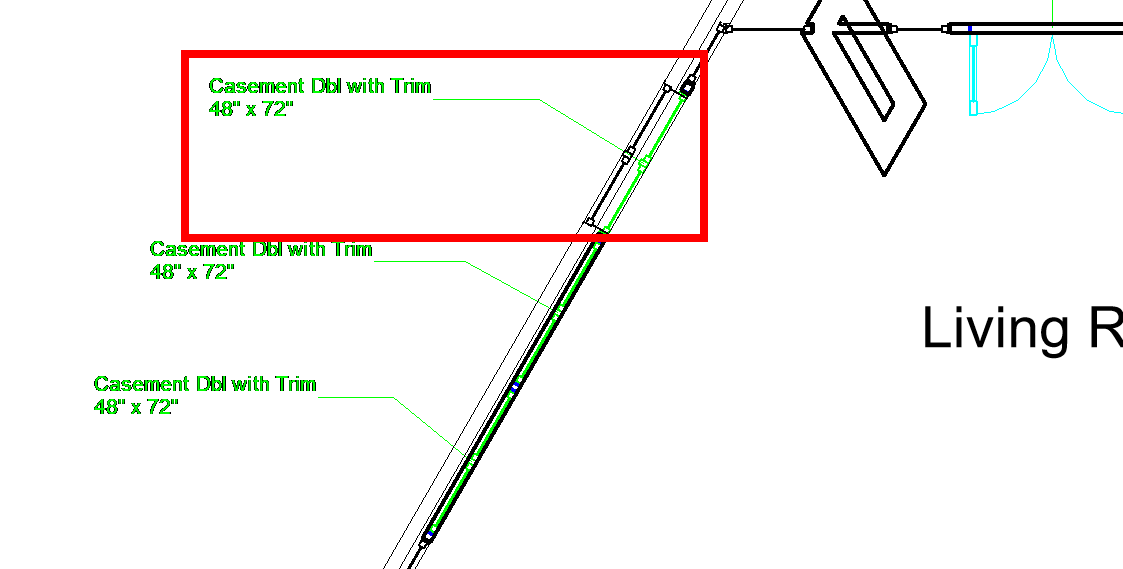 Casement Dbl with Trim
48" x 72"
Casement Dbl with Trim
48" x 72"
Living R
Casement Dbl with Trim
48" x 72"